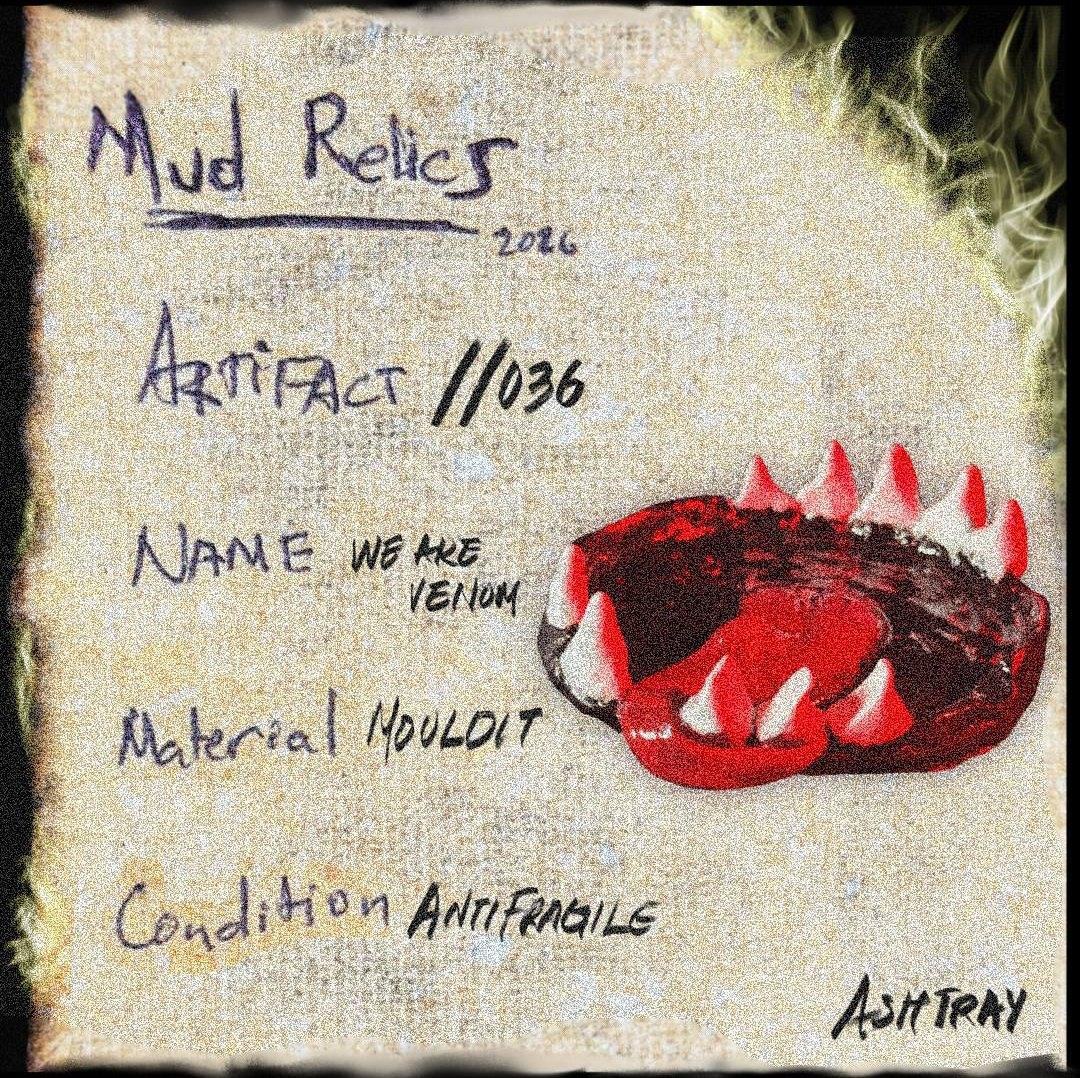 Mud Relics
2026
ARTiFACT //036
NAME WE ARE
VENOM
Material MOULDIT
Condition ANTIFRAGILE
ASHTRAY